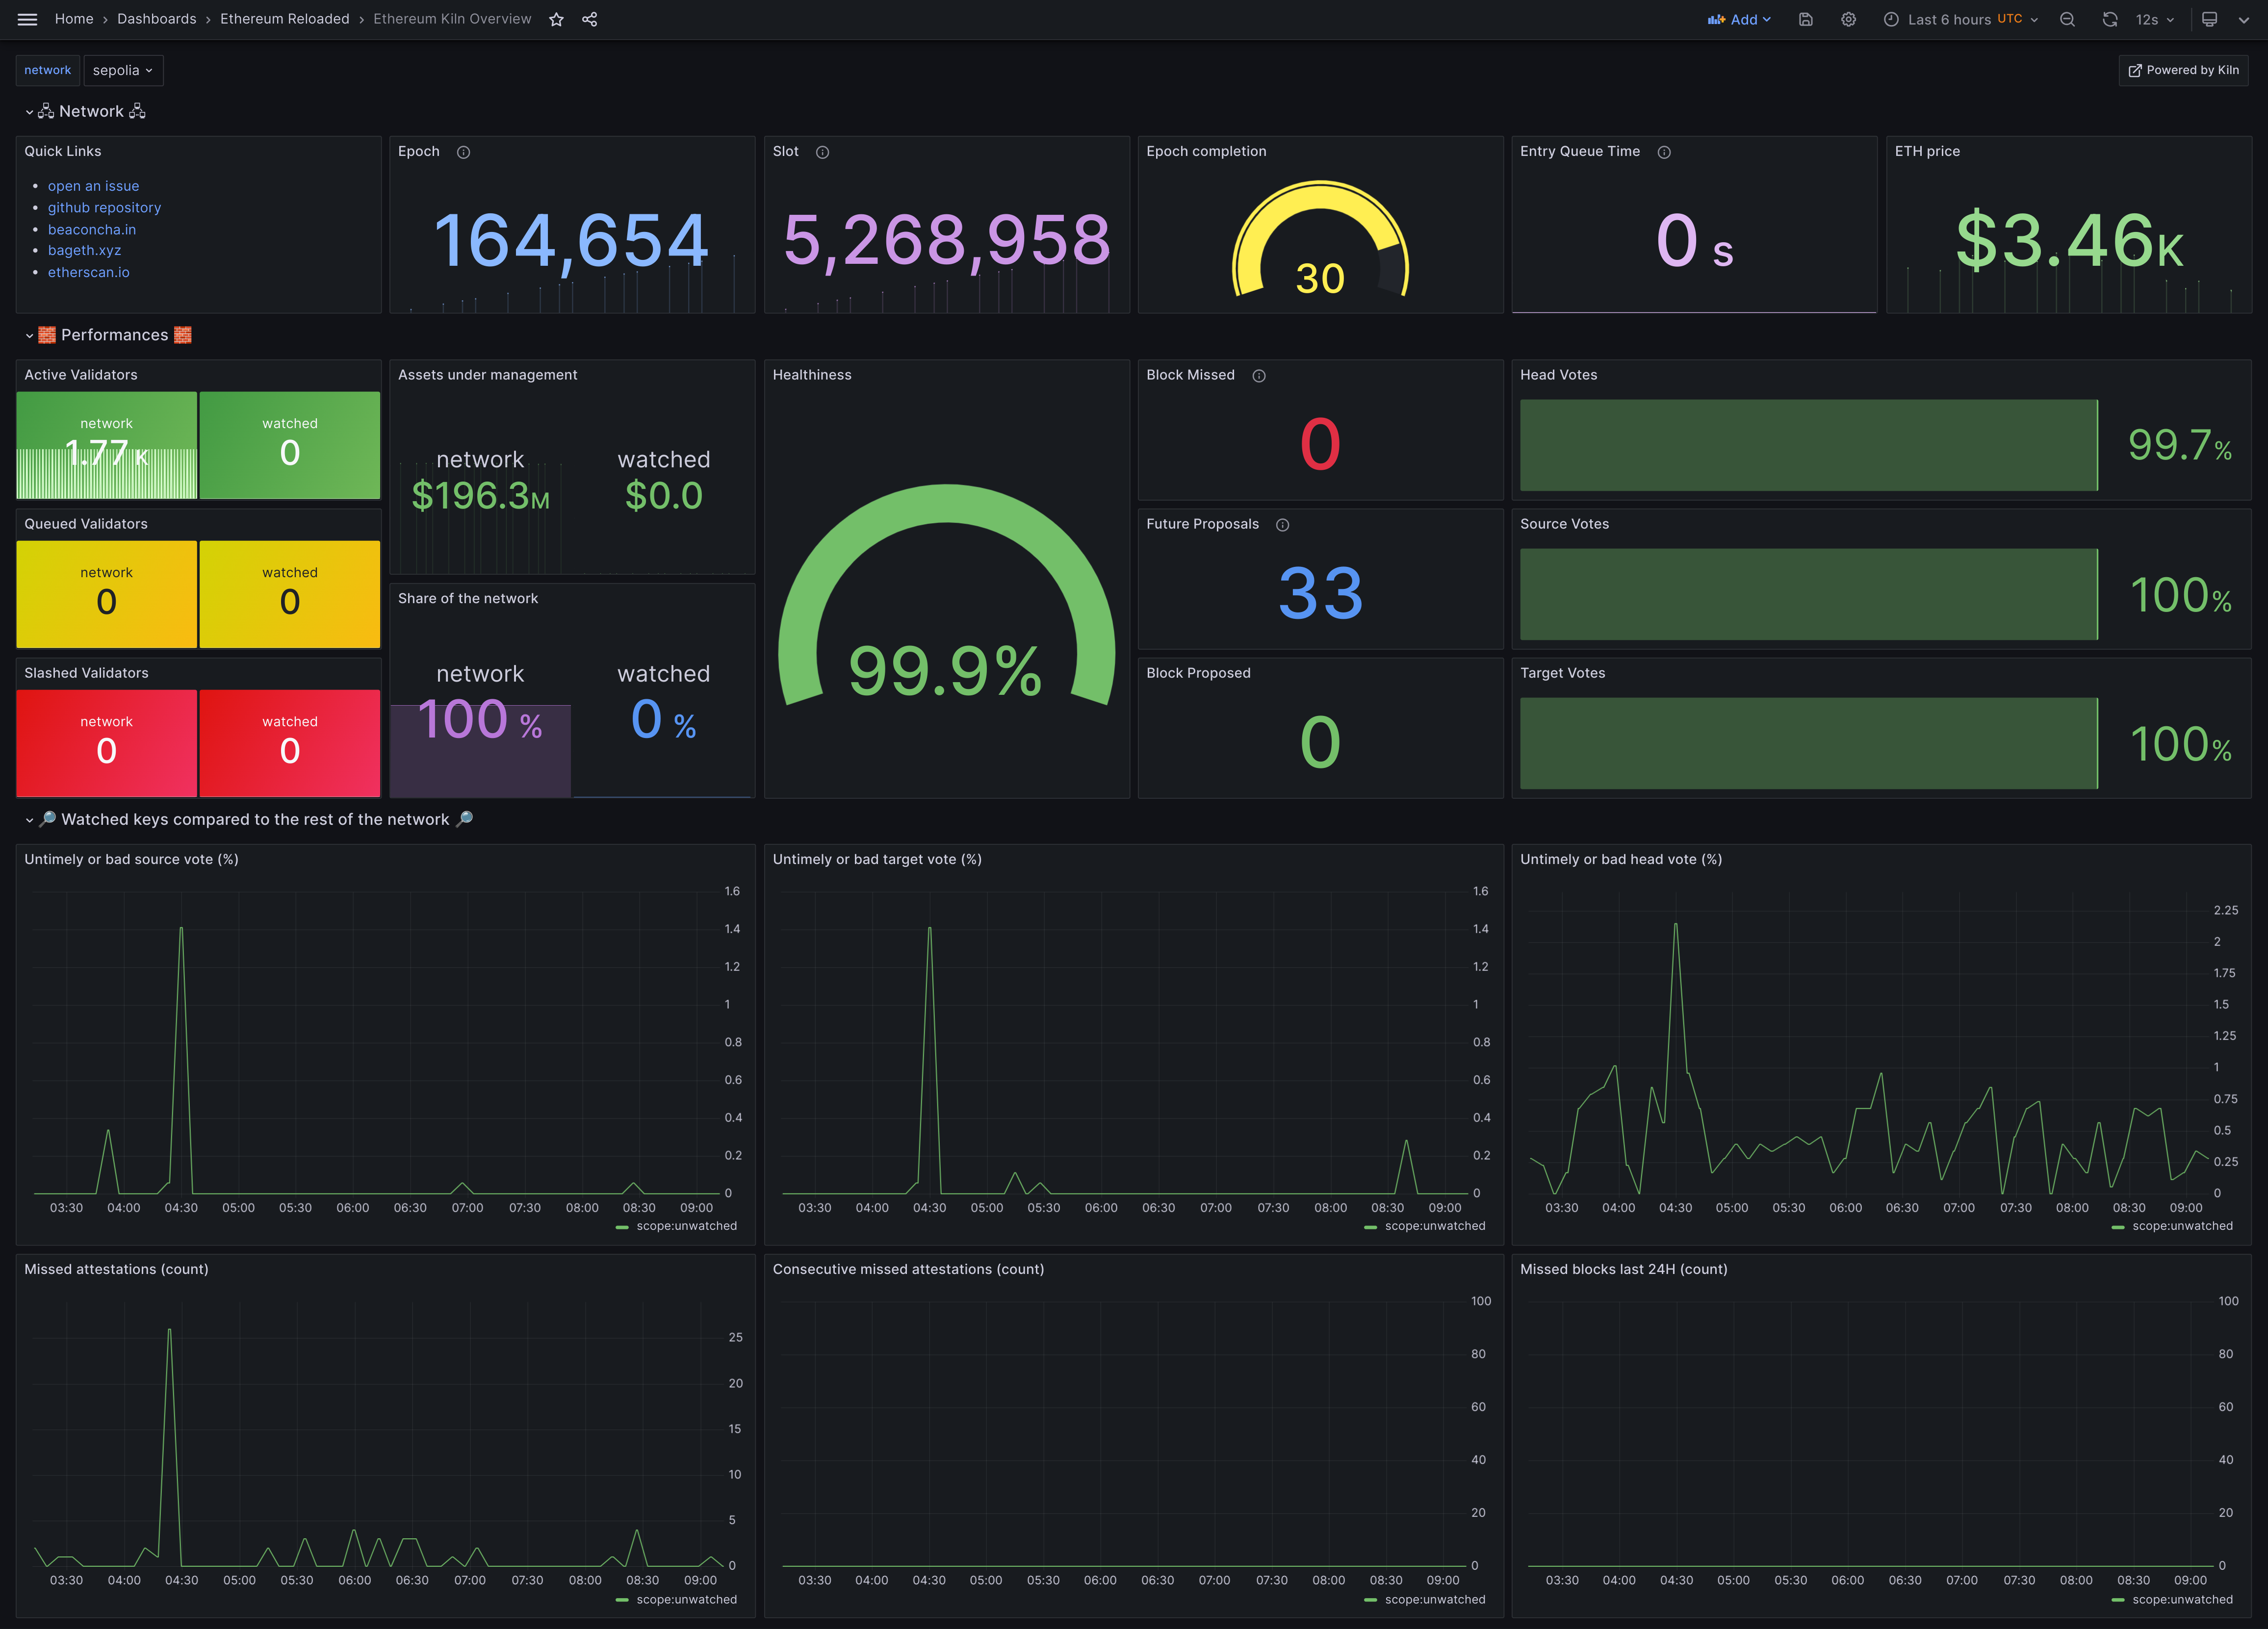 Home › Dashboards › Ethereum Reloaded › Ethereum Kiln Overview
Add
Last 6 hours UTC
12s
network
sepolia
Powered by Kiln
Network
Quick Links
open an issue
github repository
beaconcha.in
bageth.xyz
etherscan.io
Epoch
164,654
Slot
5,268,958
Epoch completion
30
Entry Queue Time
0 s
ETH price
$3.46K
Performances
Active Validators
network
1.77 K
watched
0
Queued Validators
network
0
watched
0
Slashed Validators
network
0
watched
0
Assets under management
network
$196.3M
watched
$0.0
Share of the network
network
100 %
watched
0 %
Healthiness
99.9%
Block Missed
0
Future Proposals
33
Block Proposed
0
Head Votes
99.7%
Source Votes
100%
Target Votes
100%
Watched keys compared to the rest of the network
Untimely or bad source vote (%)
1.6
1.4
1.2
1
0.8
0.6
0.4
0.2
0
03:30 04:00 04:30 05:00 05:30 06:00 06:30 07:00 07:30 08:00 08:30 09:00
scope:unwatched
Untimely or bad target vote (%)
1.6
1.4
1.2
1
0.8
0.6
0.4
0.2
0
03:30 04:00 04:30 05:00 05:30 06:00 06:30 07:00 07:30 08:00 08:30 09:00
scope:unwatched
Untimely or bad head vote (%)
2.25
2
1.75
1.5
1.25
1
0.75
0.5
0.25
0
03:30 04:00 04:30 05:00 05:30 06:00 06:30 07:00 07:30 08:00 08:30 09:00
scope:unwatched
Missed attestations (count)
25
20
15
10
5
0
03:30 04:00 04:30 05:00 05:30 06:00 06:30 07:00 07:30 08:00 08:30 09:00
scope:unwatched
Consecutive missed attestations (count)
100
80
60
40
20
0
03:30 04:00 04:30 05:00 05:30 06:00 06:30 07:00 07:30 08:00 08:30 09:00
scope:unwatched
Missed blocks last 24H (count)
100
80
60
40
20
0
03:30 04:00 04:30 05:00 05:30 06:00 06:30 07:00 07:30 08:00 08:30 09:00
scope:unwatched